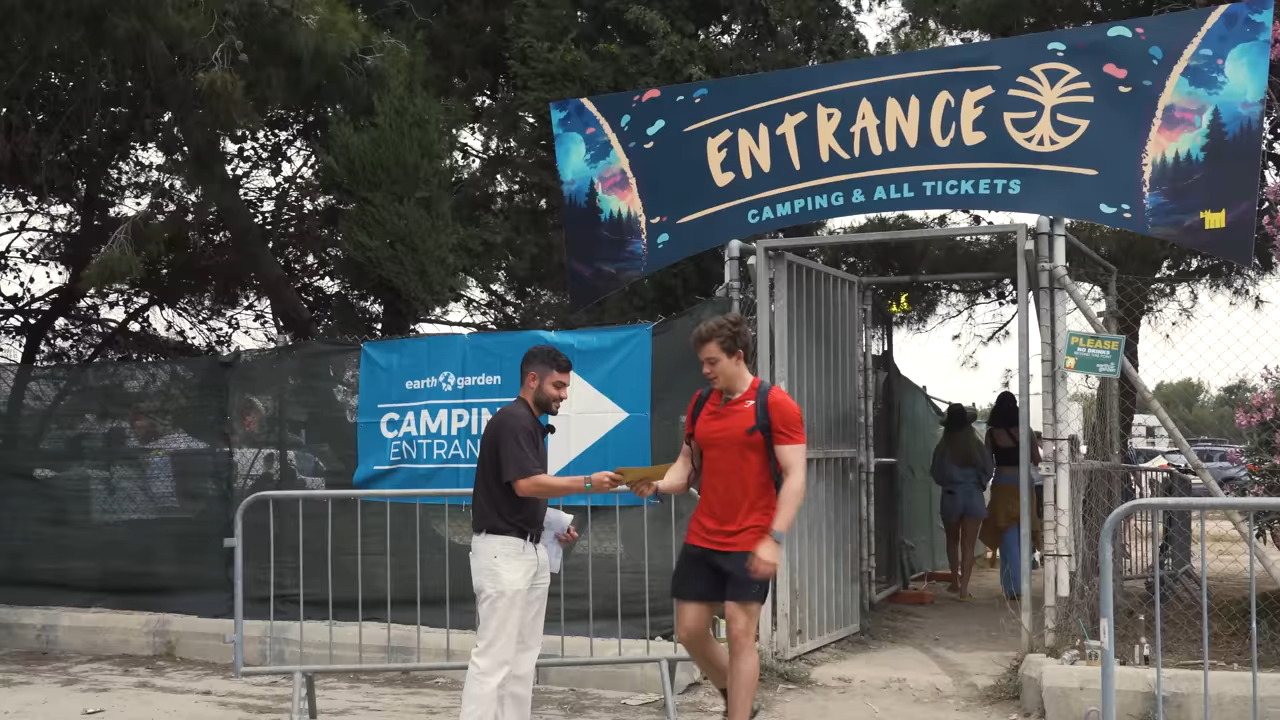 ENTRANCE
CAMPING & ALL TICKETS
PLEASE
NO DRINKS
earth garden
CAMPIN
ENTRAN